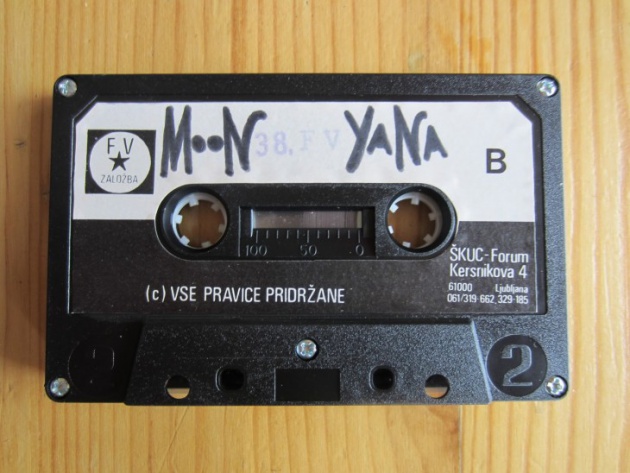 MooN 38. F V YaNa
F V
ZALOŽBA
B
100 50 0
ŠKUC-Forum
Kersnikova 4
61000 Ljubljana
061/319-662, 329-185
(c) VSE PRAVICE PRIDRŽANE
2